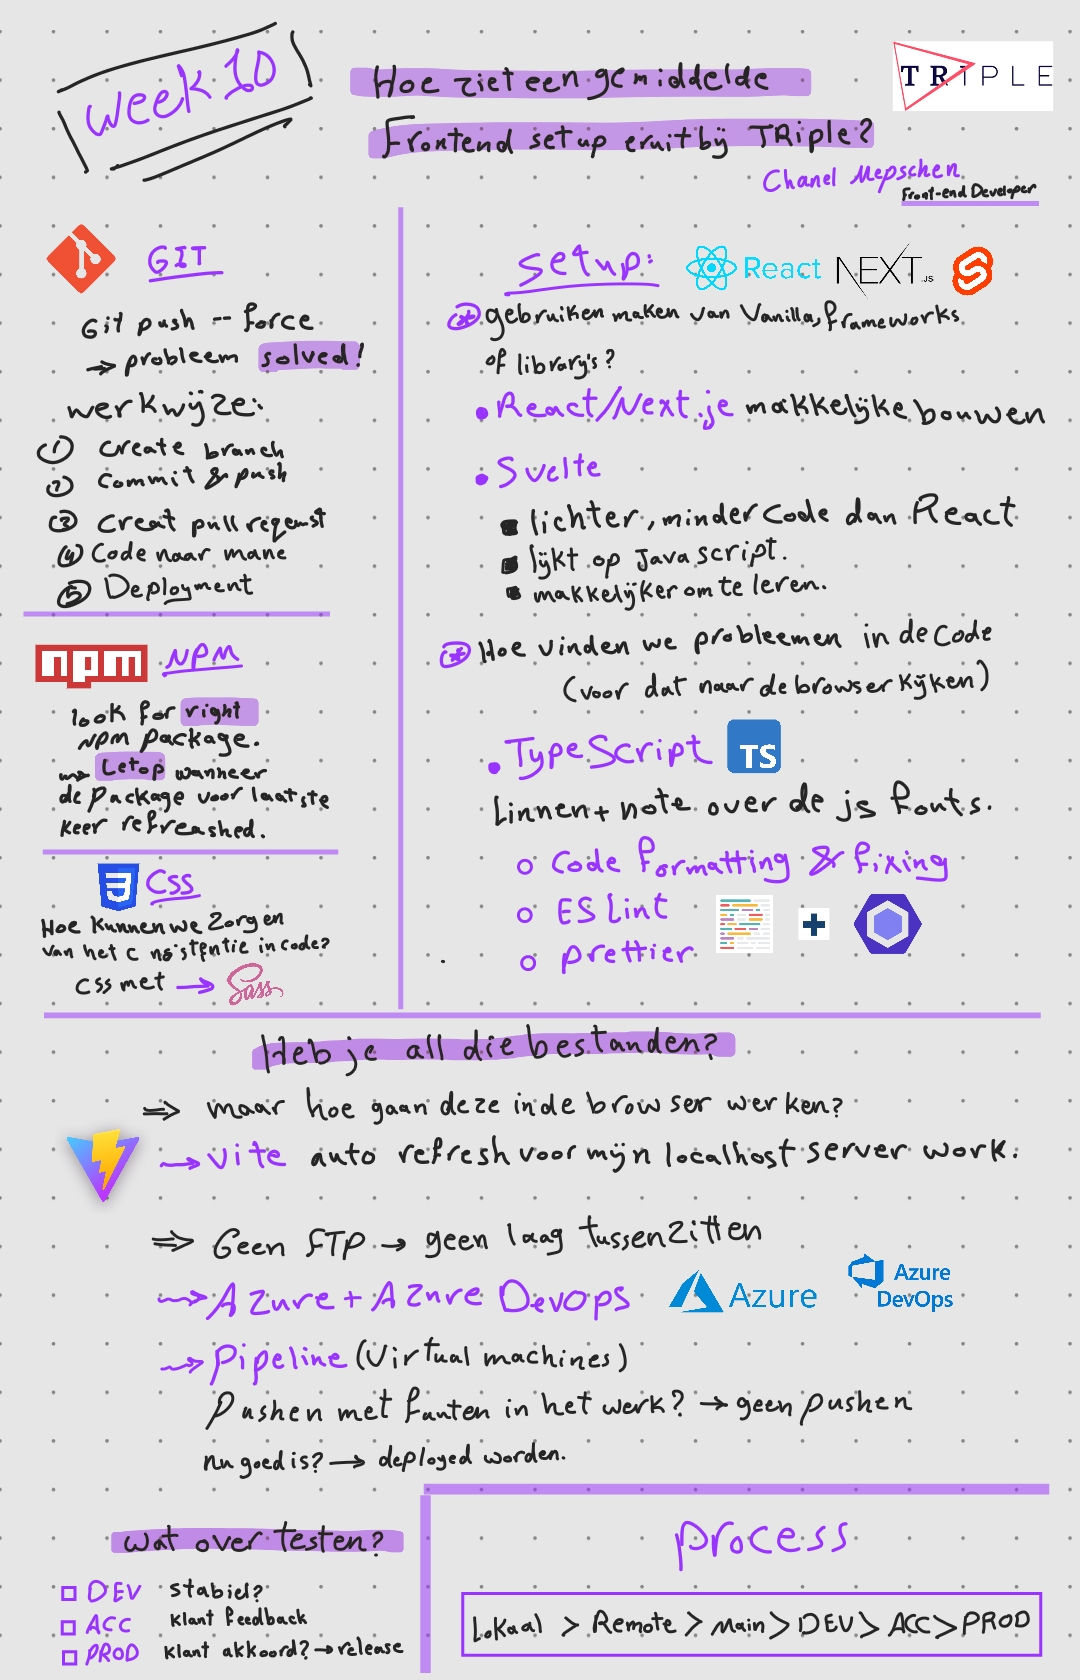 week 10
Hoe ziet een gemiddelde
Frontend setup eruit bij TRiple?
TRIPLE
Chanel Mepschen
Front-end Developer
GIT
Git push -- force
→ probleem solved!
werkwijze:
① Create branch
② Commit & push
③ Creat pull reqenst
④ Code naar mane
⑤ Deployment
npm NPM
look for right
NPM package.
→ Letop wanneer
de package voor laatste
keer refreashed.
3 Css
Hoe kunnen we zorgen
van het c nsistentie in code?
Css met → Sass
Setup: React NEXT.JS
* gebruiken maken van Vanilla, frameworks
of library's?
• React/Next.je makkelijke bouwen
• Svelte
▪ lichter, minder Code dan React
▪ lijkt op Javascript.
▪ makkelijker om te leren.
* Hoe vinden we probleemen in de Code
(voor dat naar de browser kijken)
• TypeScript TS
Linnen + note over de js fouts.
○ Code formatting & fixing
○ ES lint
○ prettier
Heb je all die bestanden?
⇒ maar hoe gaan deze in de browser werken?
→ Vite auto refresh voor mijn localhost server work.
⇒ Geen FTP → geen laag tussen zitten
→ Azure + Azure Devops Azure Azure
DevOps
→ Pipeline (Virtual machines)
Pushen met fauten in het werk? → geen pushen
nu goed is? → deployed worden.
wat over testen?
□ DEV stabiel?
□ ACC klant feedback
□ PROD klant akkoord? → release
process
Lokaal > Remote > Main > DEV > ACC > PROD